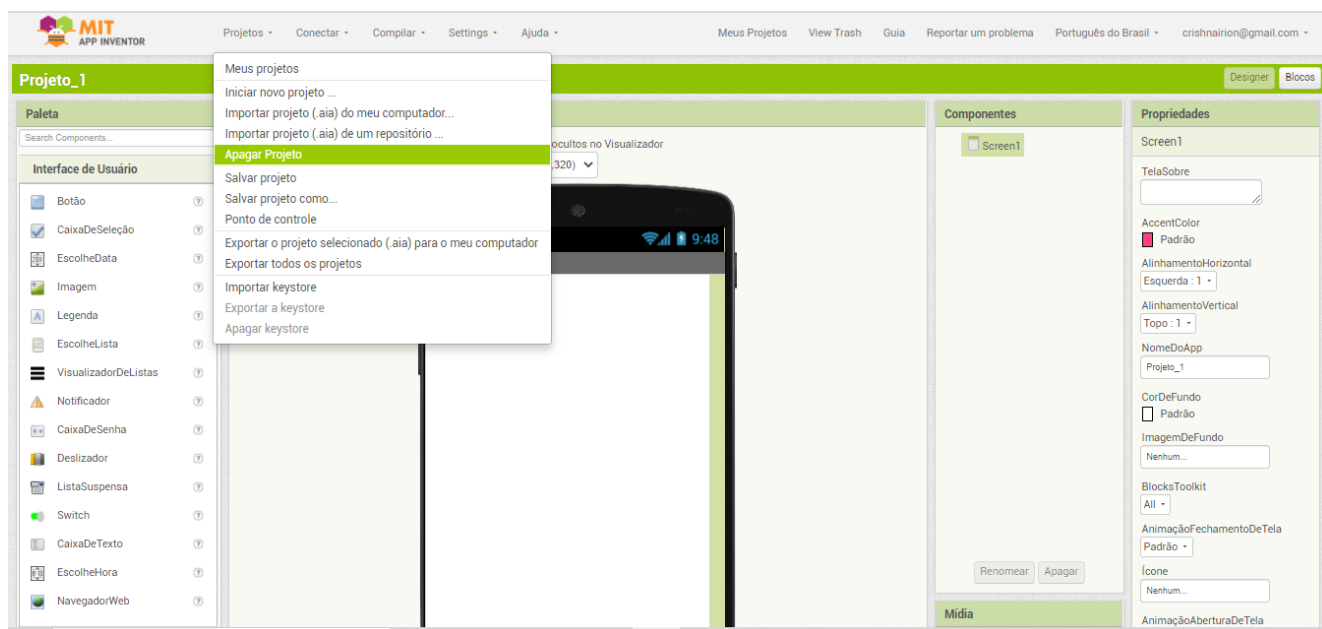 MIT
APP INVENTOR
Projetos
Conectar
Compilar
Settings
Ajuda
Meus Projetos
View Trash
Guia
Reportar um problema
Português do Brasil
crishnairion@gmail.com
Projeto_1
Designer
Blocos
Meus projetos
Iniciar novo projeto ...
Importar projeto (.aia) do meu computador...
Importar projeto (.aia) de um repositório ...
Apagar Projeto
Salvar projeto
Salvar projeto como...
Ponto de controle
Exportar o projeto selecionado (.aia) para o meu computador
Exportar todos os projetos
Importar keystore
Exportar a keystore
Apagar keystore
Paleta
Search Components...
Interface de Usuário
Botão
CaixaDeSeleção
EscolheData
Imagem
Legenda
EscolheLista
VisualizadorDeListas
Notificador
CaixaDeSenha
Deslizador
ListaSuspensa
Switch
CaixaDeTexto
EscolheHora
NavegadorWeb
ocultos no Visualizador
,320)
9:48
Componentes
Screen1
Renomear
Apagar
Mídia
Propriedades
Screen1
TelaSobre
AccentColor
Padrão
AlinhamentoHorizontal
Esquerda : 1
AlinhamentoVertical
Topo : 1
NomeDoApp
Projeto_1
CorDeFundo
Padrão
ImagemDeFundo
Nenhum...
BlocksToolkit
All
AnimaçãoFechamentoDeTela
Padrão
Ícone
Nenhum...
AnimaçãoAberturaDeTela